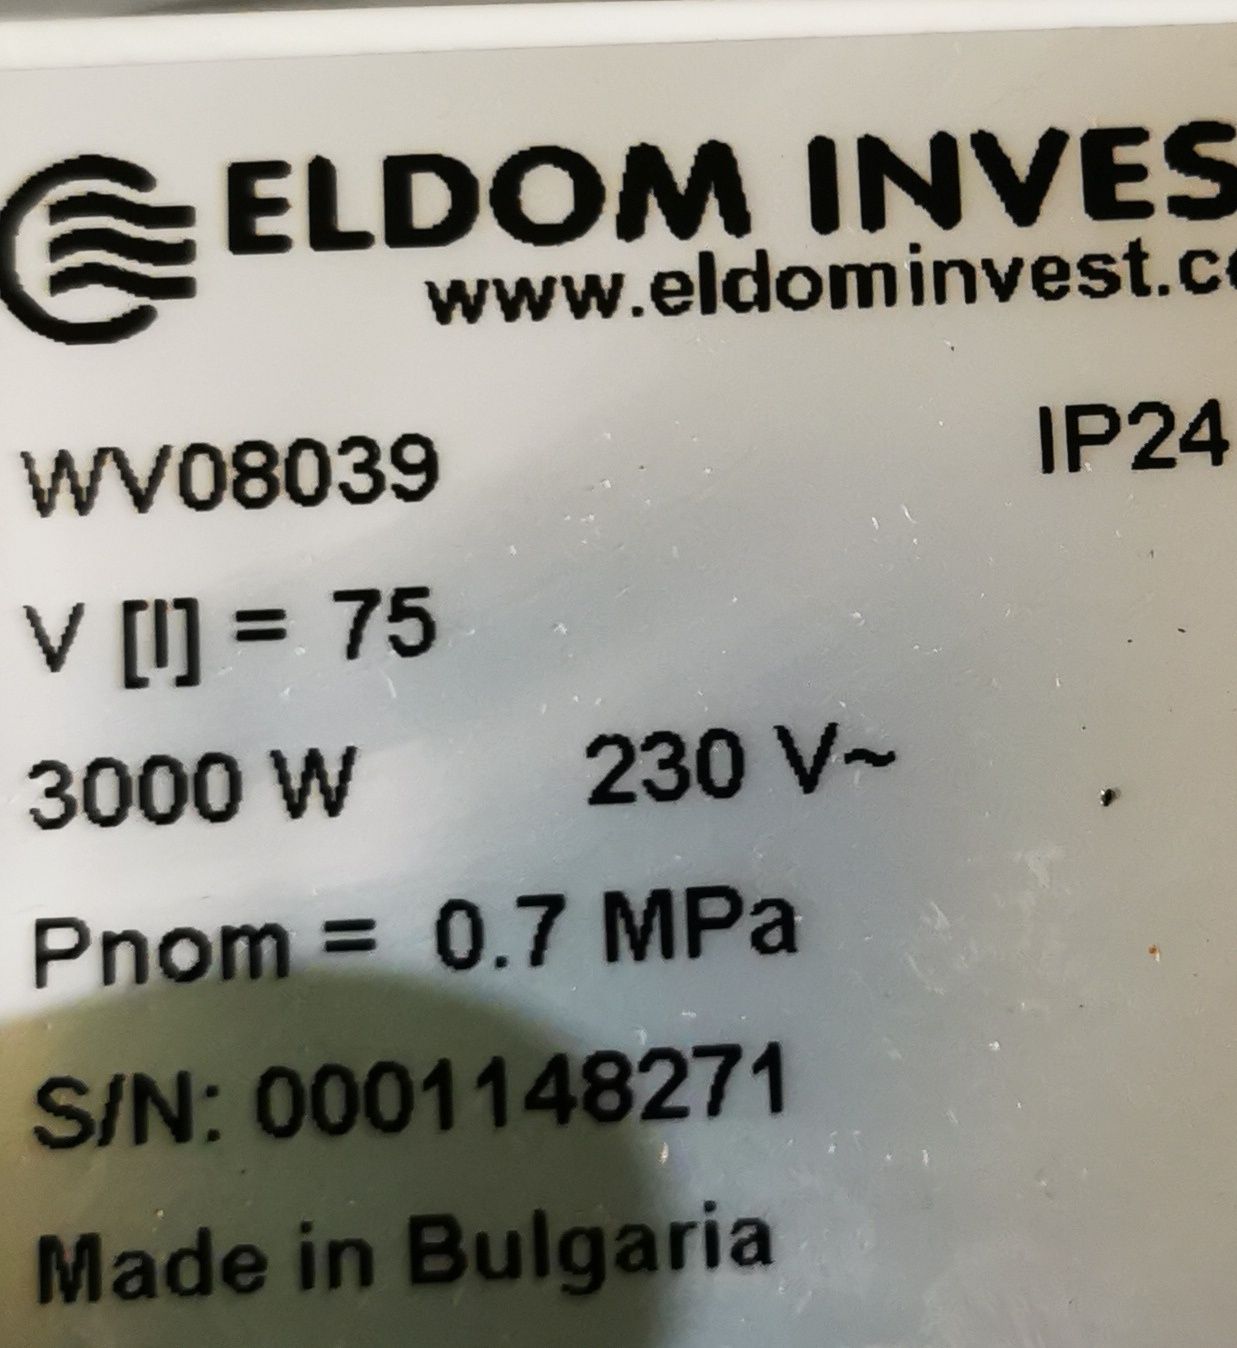 ELDOM INVES
www.eldominvest.c
WV08039 IP24
V [l] = 75
3000 W 230 V~
Pnom = 0.7 MPa
S/N: 0001148271
Made in Bulgaria